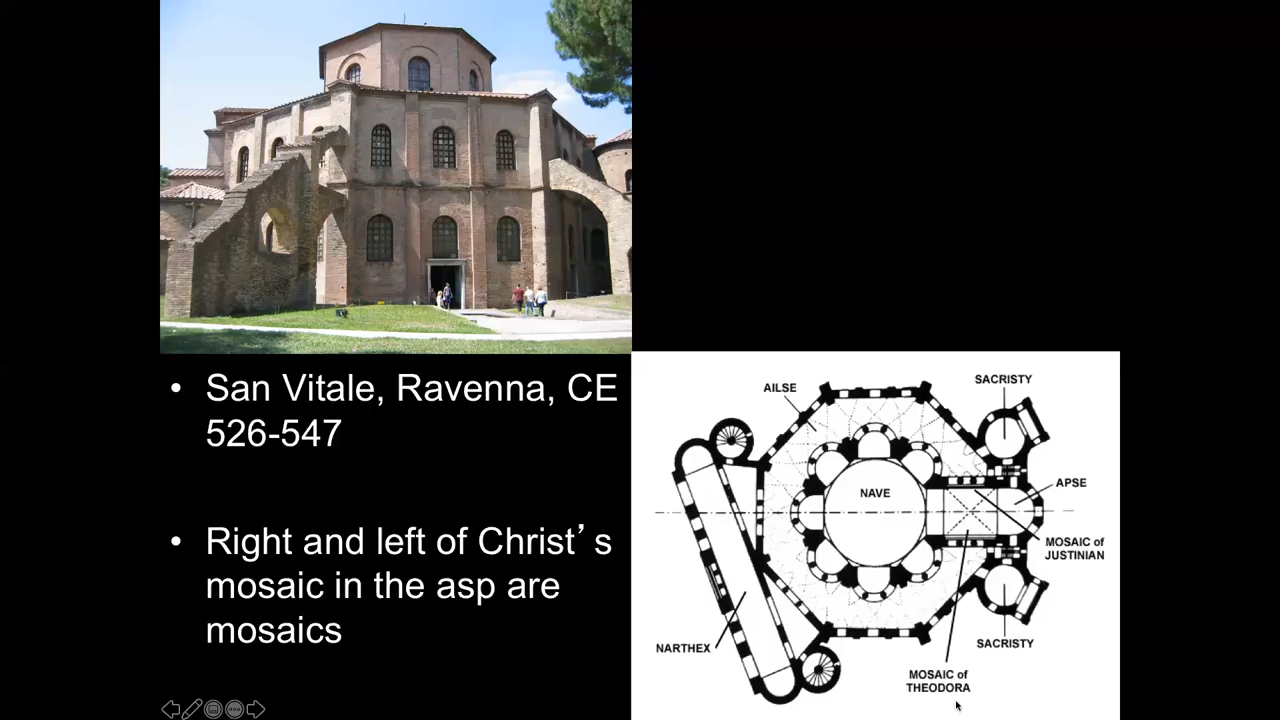 • San Vitale, Ravenna, CE
526-547
• Right and left of Christ’s
mosaic in the asp are
mosaics
AILSE
SACRISTY
NAVE
APSE
MOSAIC of
JUSTINIAN
NARTHEX
SACRISTY
MOSAIC of
THEODORA